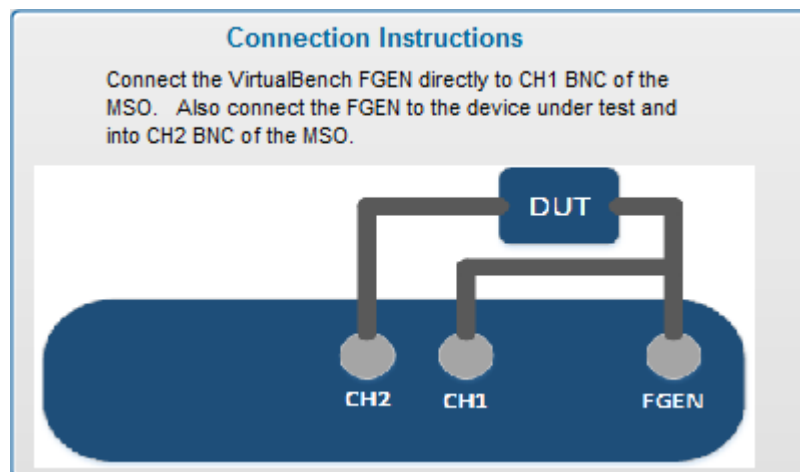 Connection Instructions
Connect the VirtualBench FGEN directly to CH1 BNC of the
MSO.   Also connect the FGEN to the device under test and
into CH2 BNC of the MSO.
DUT
CH2
CH1
FGEN